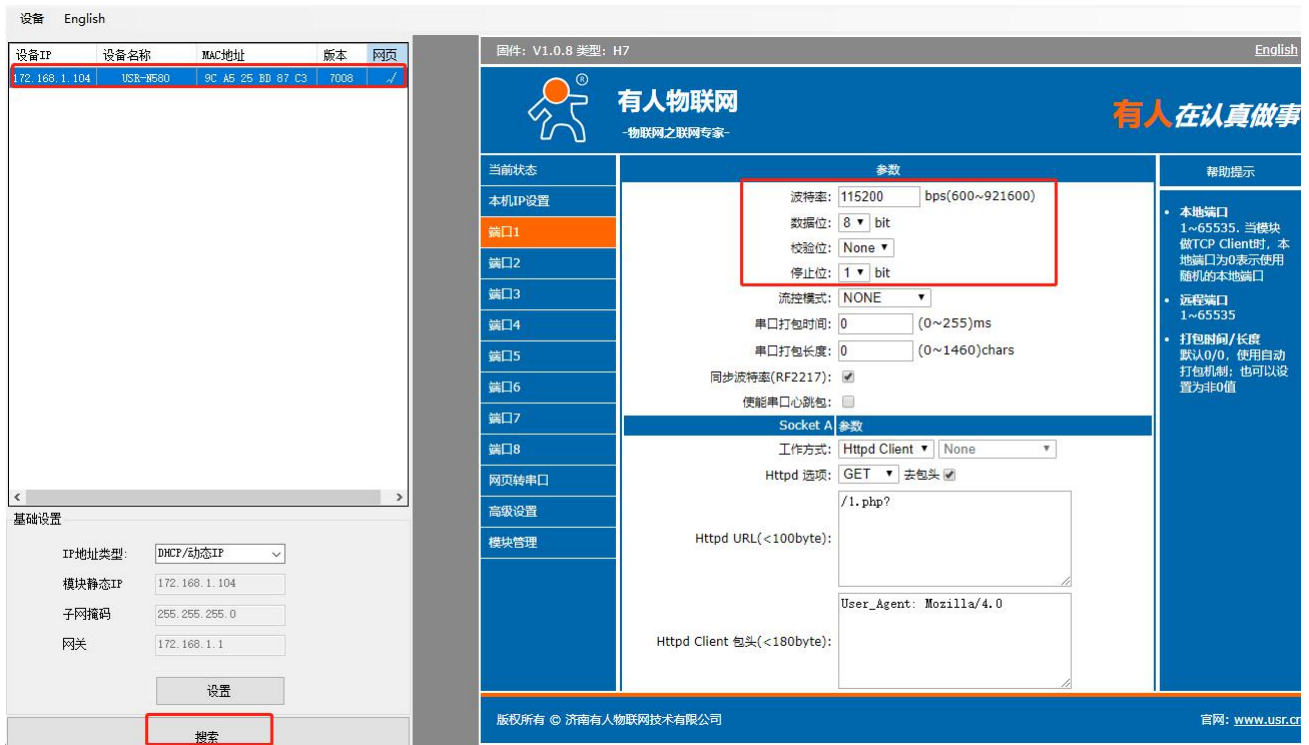 设备 English
设备IP 设备名称 MAC地址 版本 网页
172.168.1.104 USR-N580 9C A5 25 BD 87 C3 7008 √
基础设置
IP地址类型: DHCP/动态IP
模块静态IP 172.168.1.104
子网掩码 255.255.255.0
网关 172.168.1.1
设置
搜索
固件: V1.0.8 类型: H7 English
®
有人物联网
-物联网之联网专家-
有人在认真做事
当前状态
本机IP设置
端口1
端口2
端口3
端口4
端口5
端口6
端口7
端口8
网页转串口
高级设置
模块管理
参数
波特率: 115200 bps(600~921600)
数据位: 8 bit
校验位: None
停止位: 1 bit
流控模式: NONE
串口打包时间: 0 (0~255)ms
串口打包长度: 0 (0~1460)chars
同步波特率(RF2217):
使能串口心跳包:
Socket A 参数
工作方式: Httpd Client None
Httpd 选项: GET 去包头
Httpd URL(<100byte): /1.php?
Httpd Client 包头(<180byte): User_Agent: Mozilla/4.0
帮助提示
• 本地端口
1~65535. 当模块
做TCP Client时, 本
地端口为0表示使用
随机的本地端口
• 远程端口
1~65535
• 打包时间/长度
默认0/0, 使用自动
打包机制; 也可以设
置为非0值
版权所有 © 济南有人物联网技术有限公司 官网: www.usr.cn